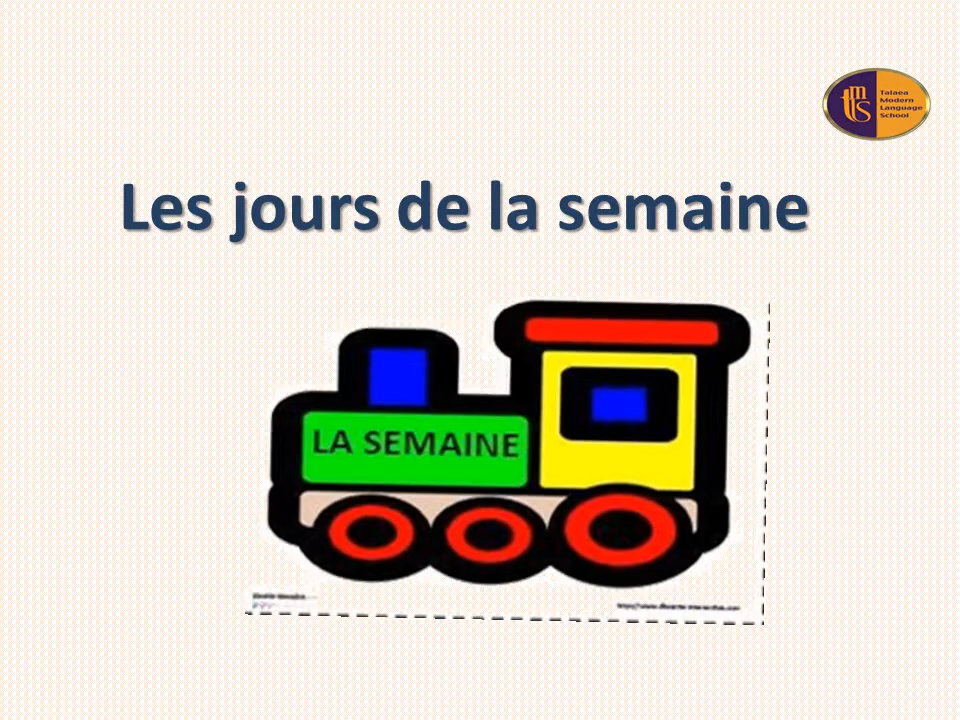 Talaea
Modern
Language
School
Les jours de la semaine
LA SEMAINE